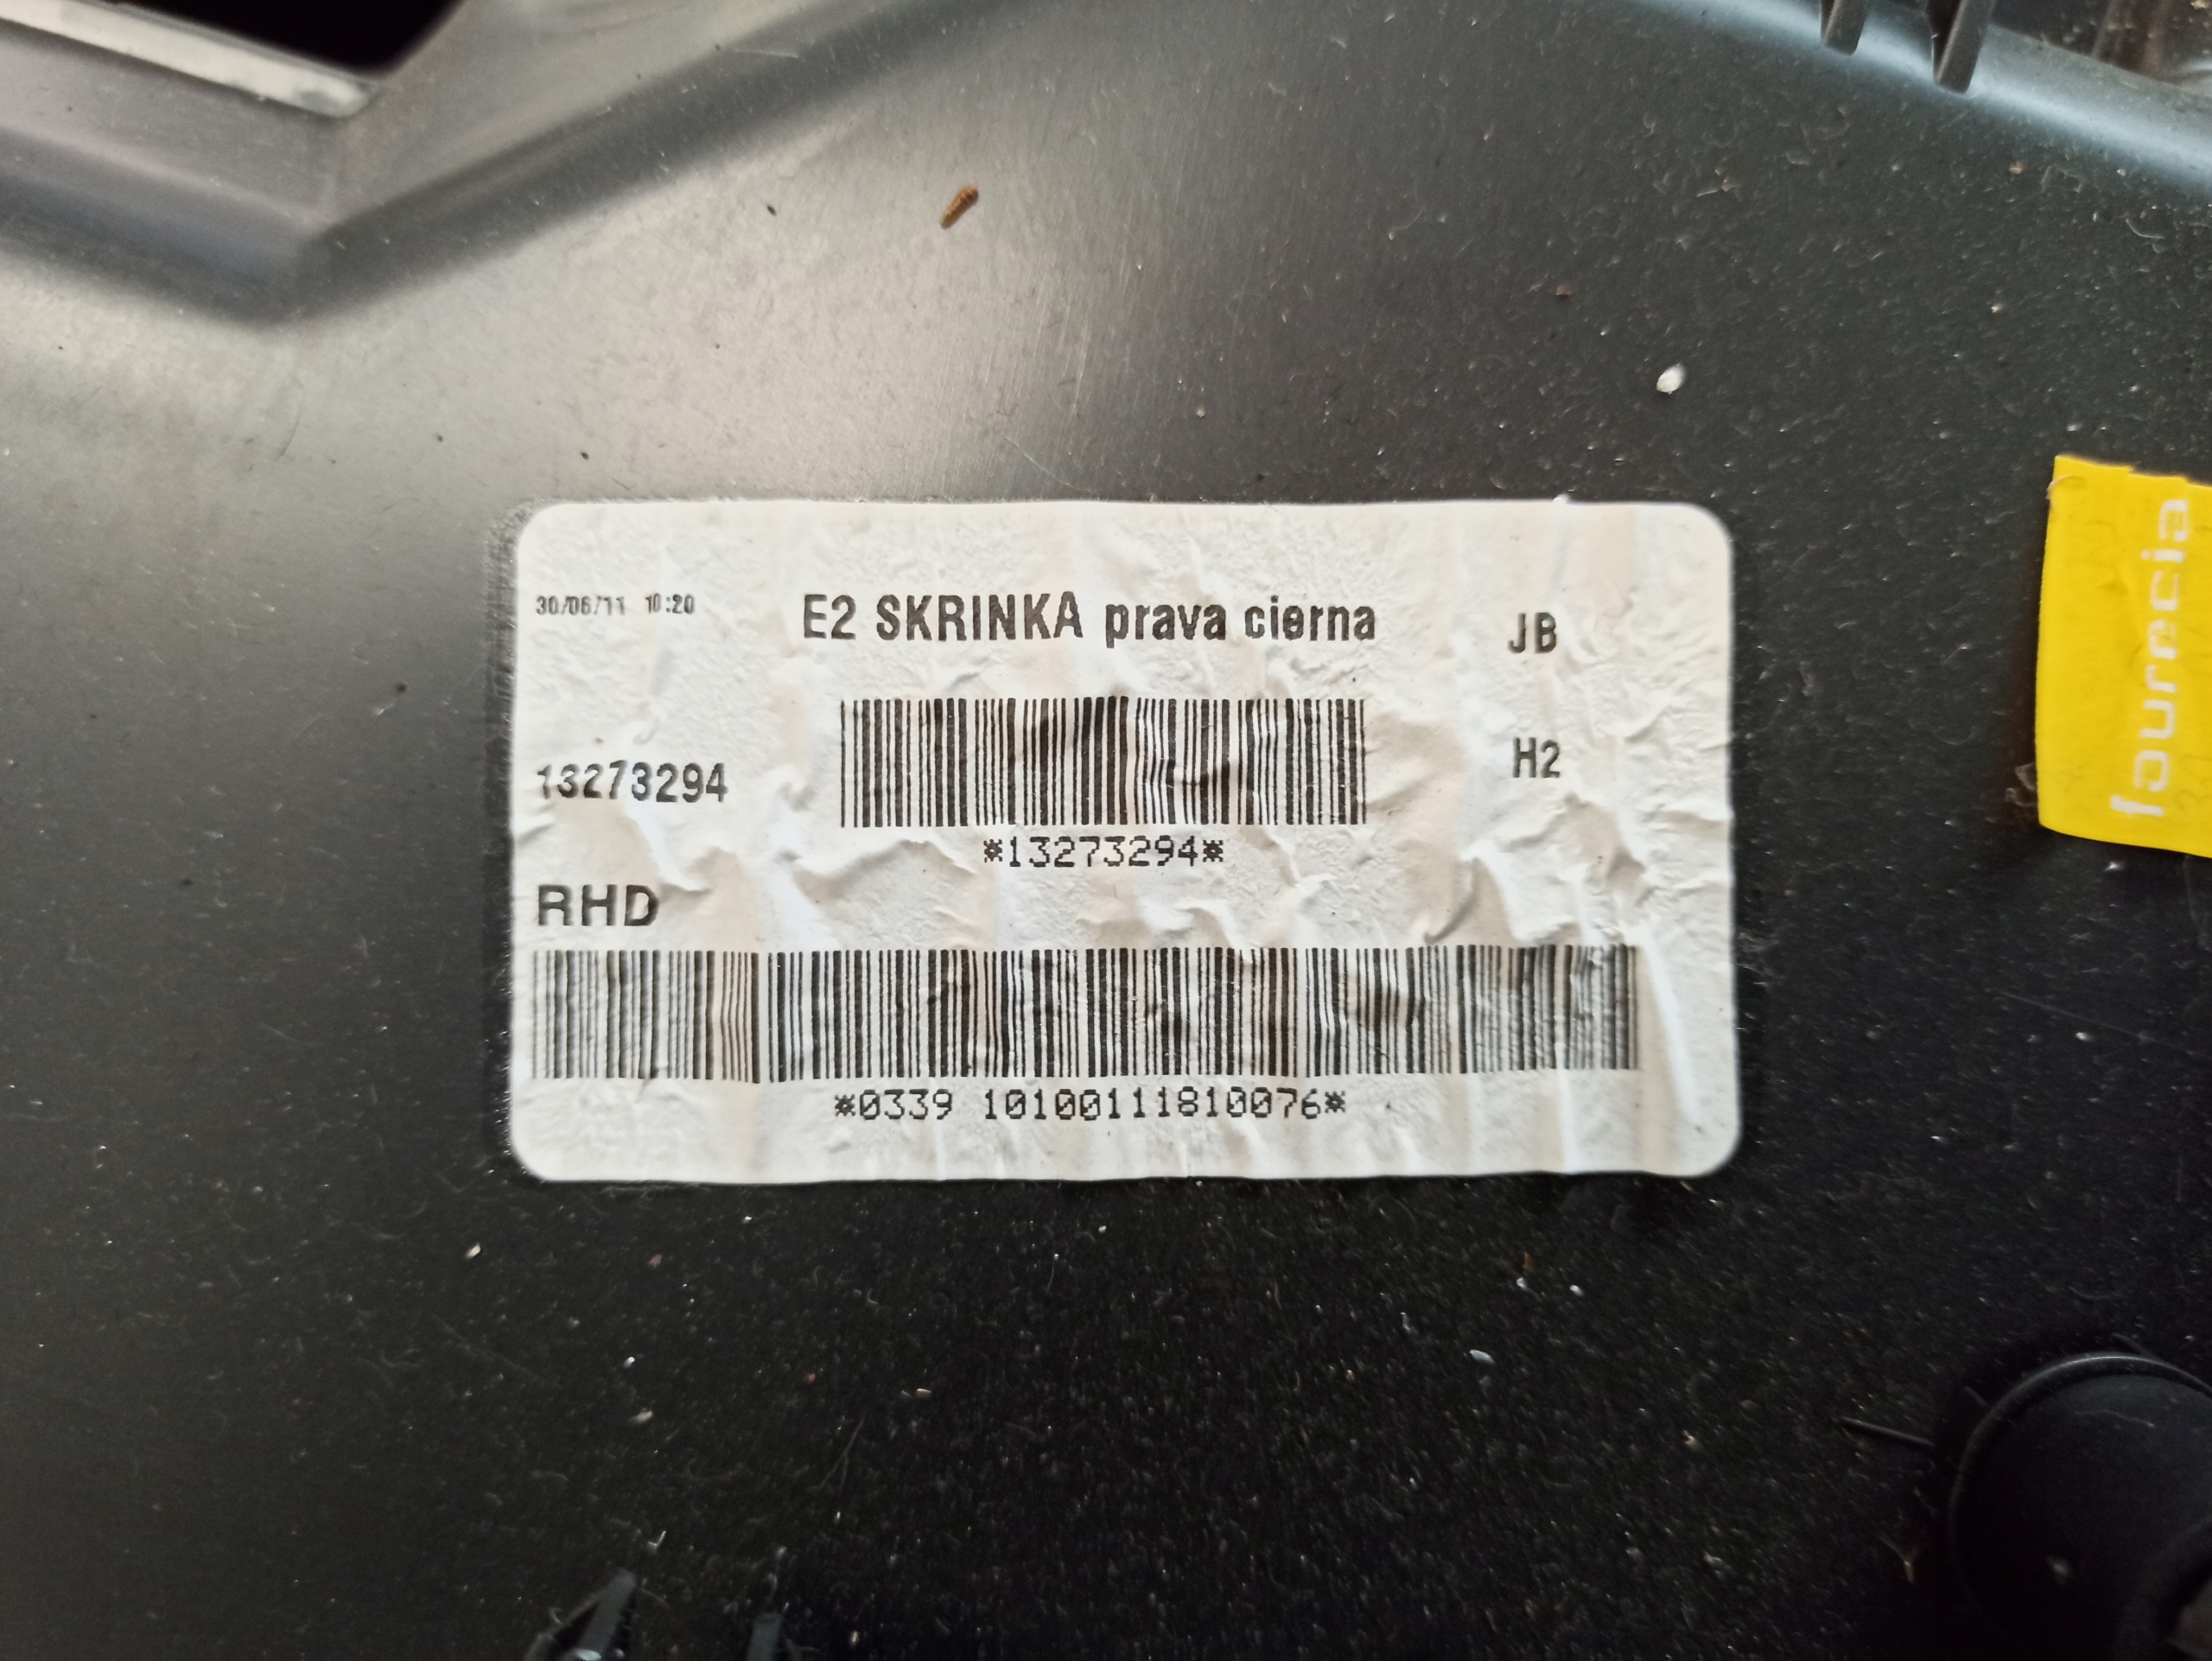 30/06/11 10:20
E2 SKRINKA prava cierna
JB
13273294
H2
*13273294*
RHD
*0339 10100111810076*
faurecia